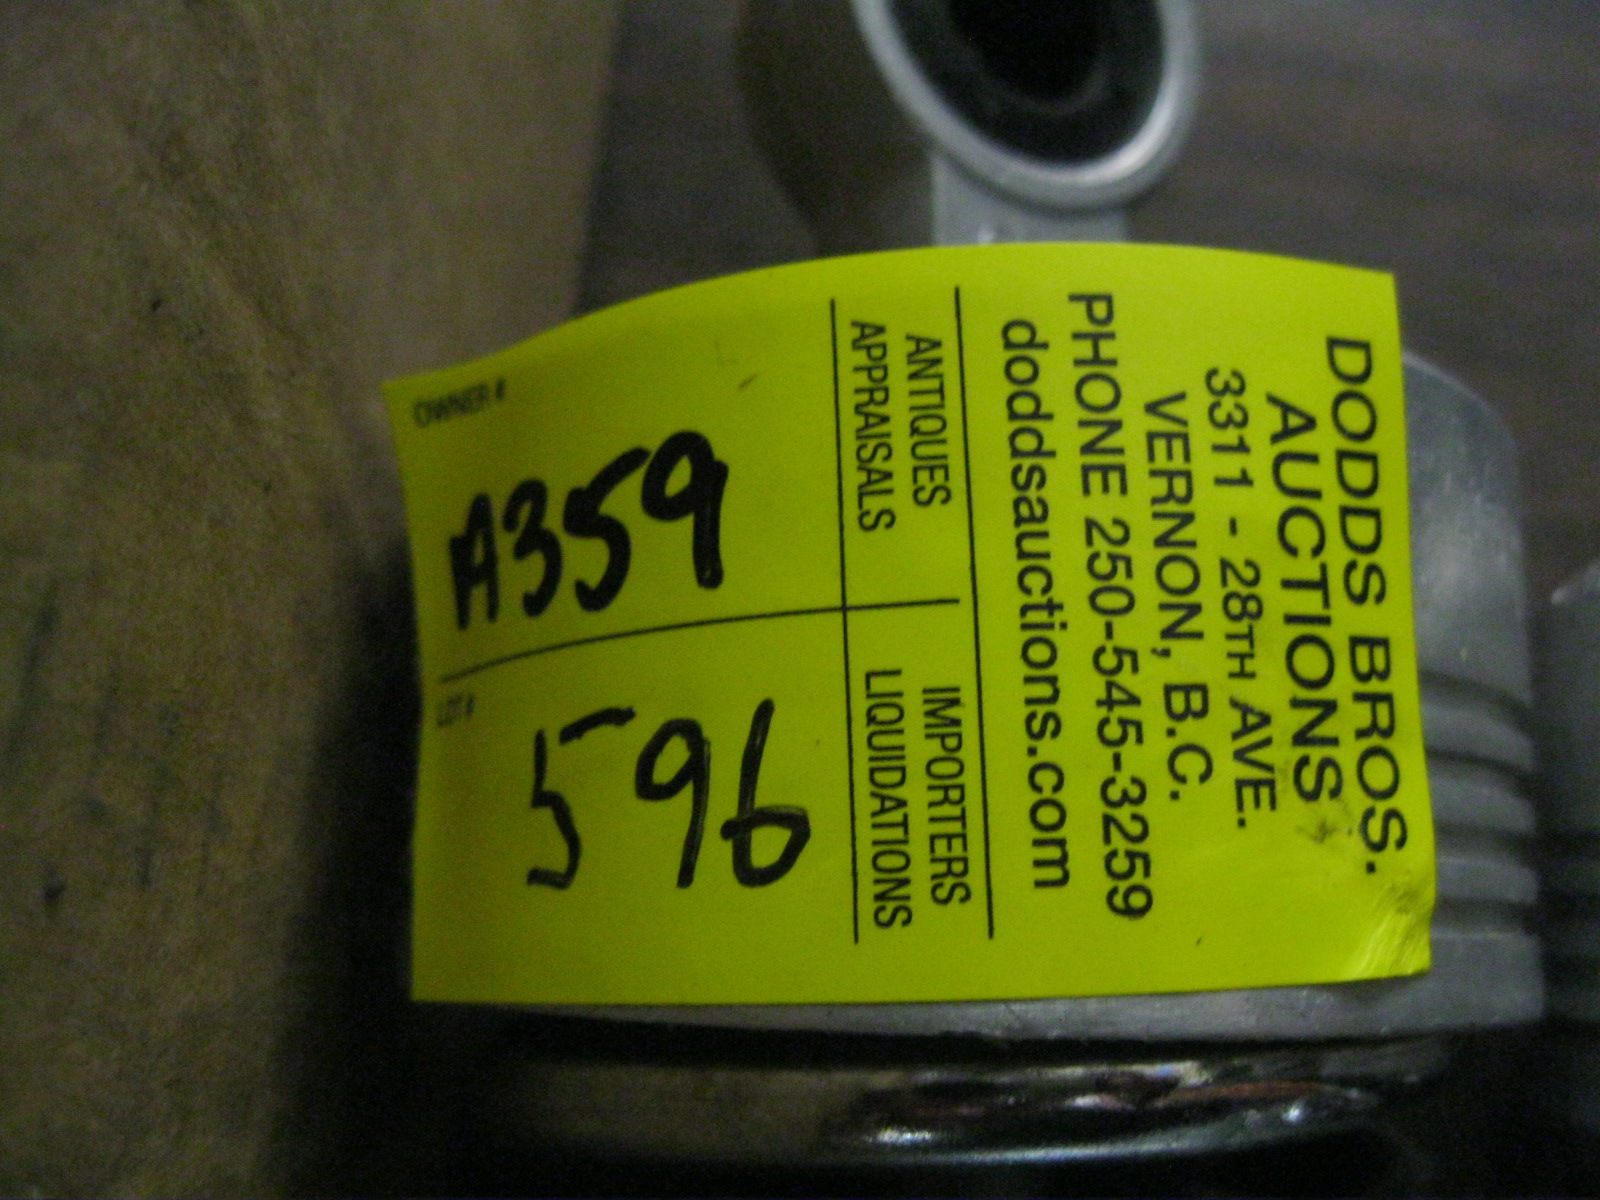 DODDS BROS.
AUCTIONS
3311 - 28TH AVE.
VERNON, B.C.
PHONE 250-545-3259
doddsauctions.com
ANTIQUES
APPRAISALS
IMPORTERS
LIQUIDATIONS
OWNER #
A359
LOT #
596